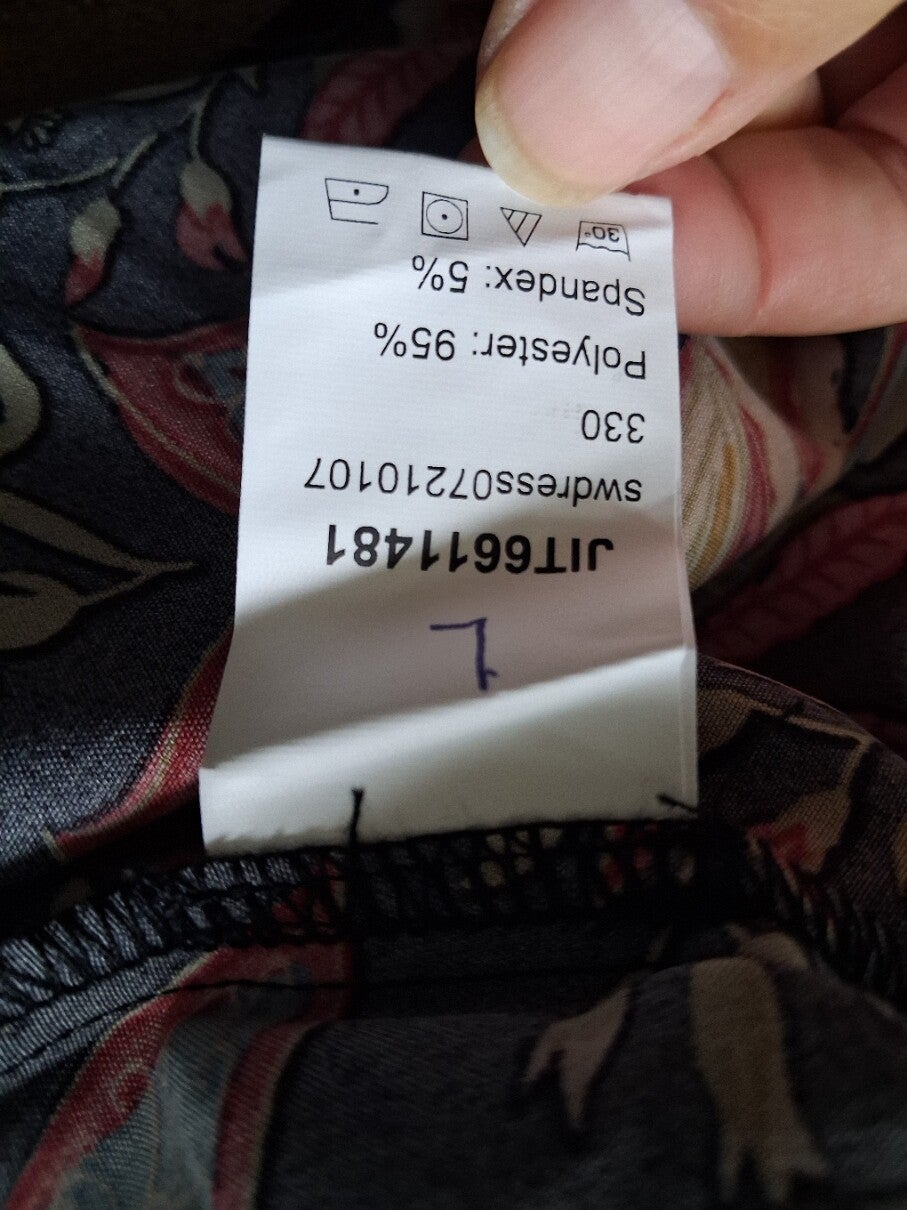 L
JIT6611481
swdress07210107
330
Polyester: 95%
Spandex: 5%
30°